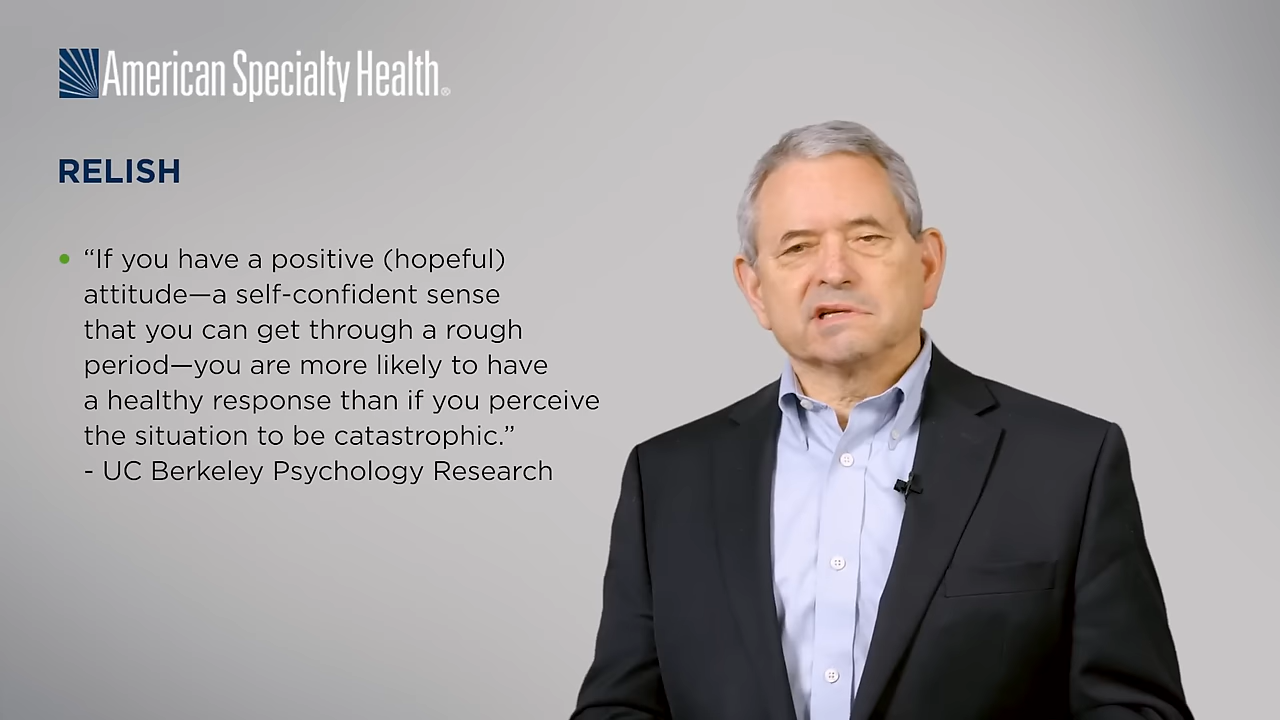 American Specialty Health®
RELISH
• “If you have a positive (hopeful)
attitude—a self-confident sense
that you can get through a rough
period—you are more likely to have
a healthy response than if you perceive
the situation to be catastrophic.”
- UC Berkeley Psychology Research